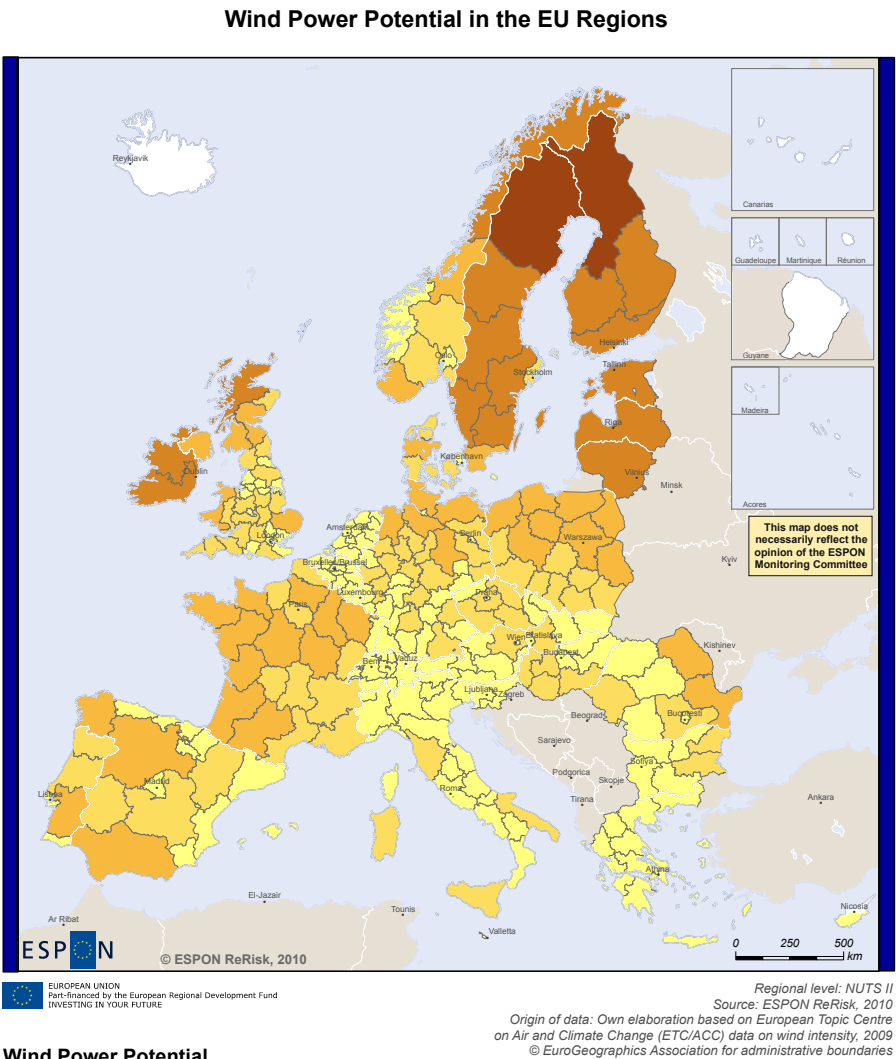 Wind Power Potential in the EU Regions
Reykjavik
Canarias
Guadeloupe
Martinique
Réunion
Guyane
Madeira
Acores
Oslo
Stockholm
Helsinki
Tallinn
Riga
Vilnius
Minsk
København
Dublin
London
Amsterdam
Berlin
Warszawa
Bruxelles/Brussel
Kyiv
This map does not
necessarily reflect the
opinion of the ESPON
Monitoring Committee
Luxembourg
Praha
Paris
Wien
Bratislava
Budapest
Kishinev
Bern
Vaduz
Ljubljana
Zagreb
Beograd
Bucuresti
Sarajevo
Sofiya
Podgorica
Skopje
Tirana
Madrid
Lisboa
Roma
Ankara
Athina
El-Jazair
Tounis
Ar Ribat
Valletta
Nicosia
ESPON
© ESPON ReRisk, 2010
0 250 500
km
EUROPEAN UNION
Part-financed by the European Regional Development Fund
INVESTING IN YOUR FUTURE
Regional level: NUTS II
Source: ESPON ReRisk, 2010
Origin of data: Own elaboration based on European Topic Centre
on Air and Climate Change (ETC/ACC) data on wind intensity, 2009
© EuroGeographics Association for administrative boundaries
Wind Power Potential